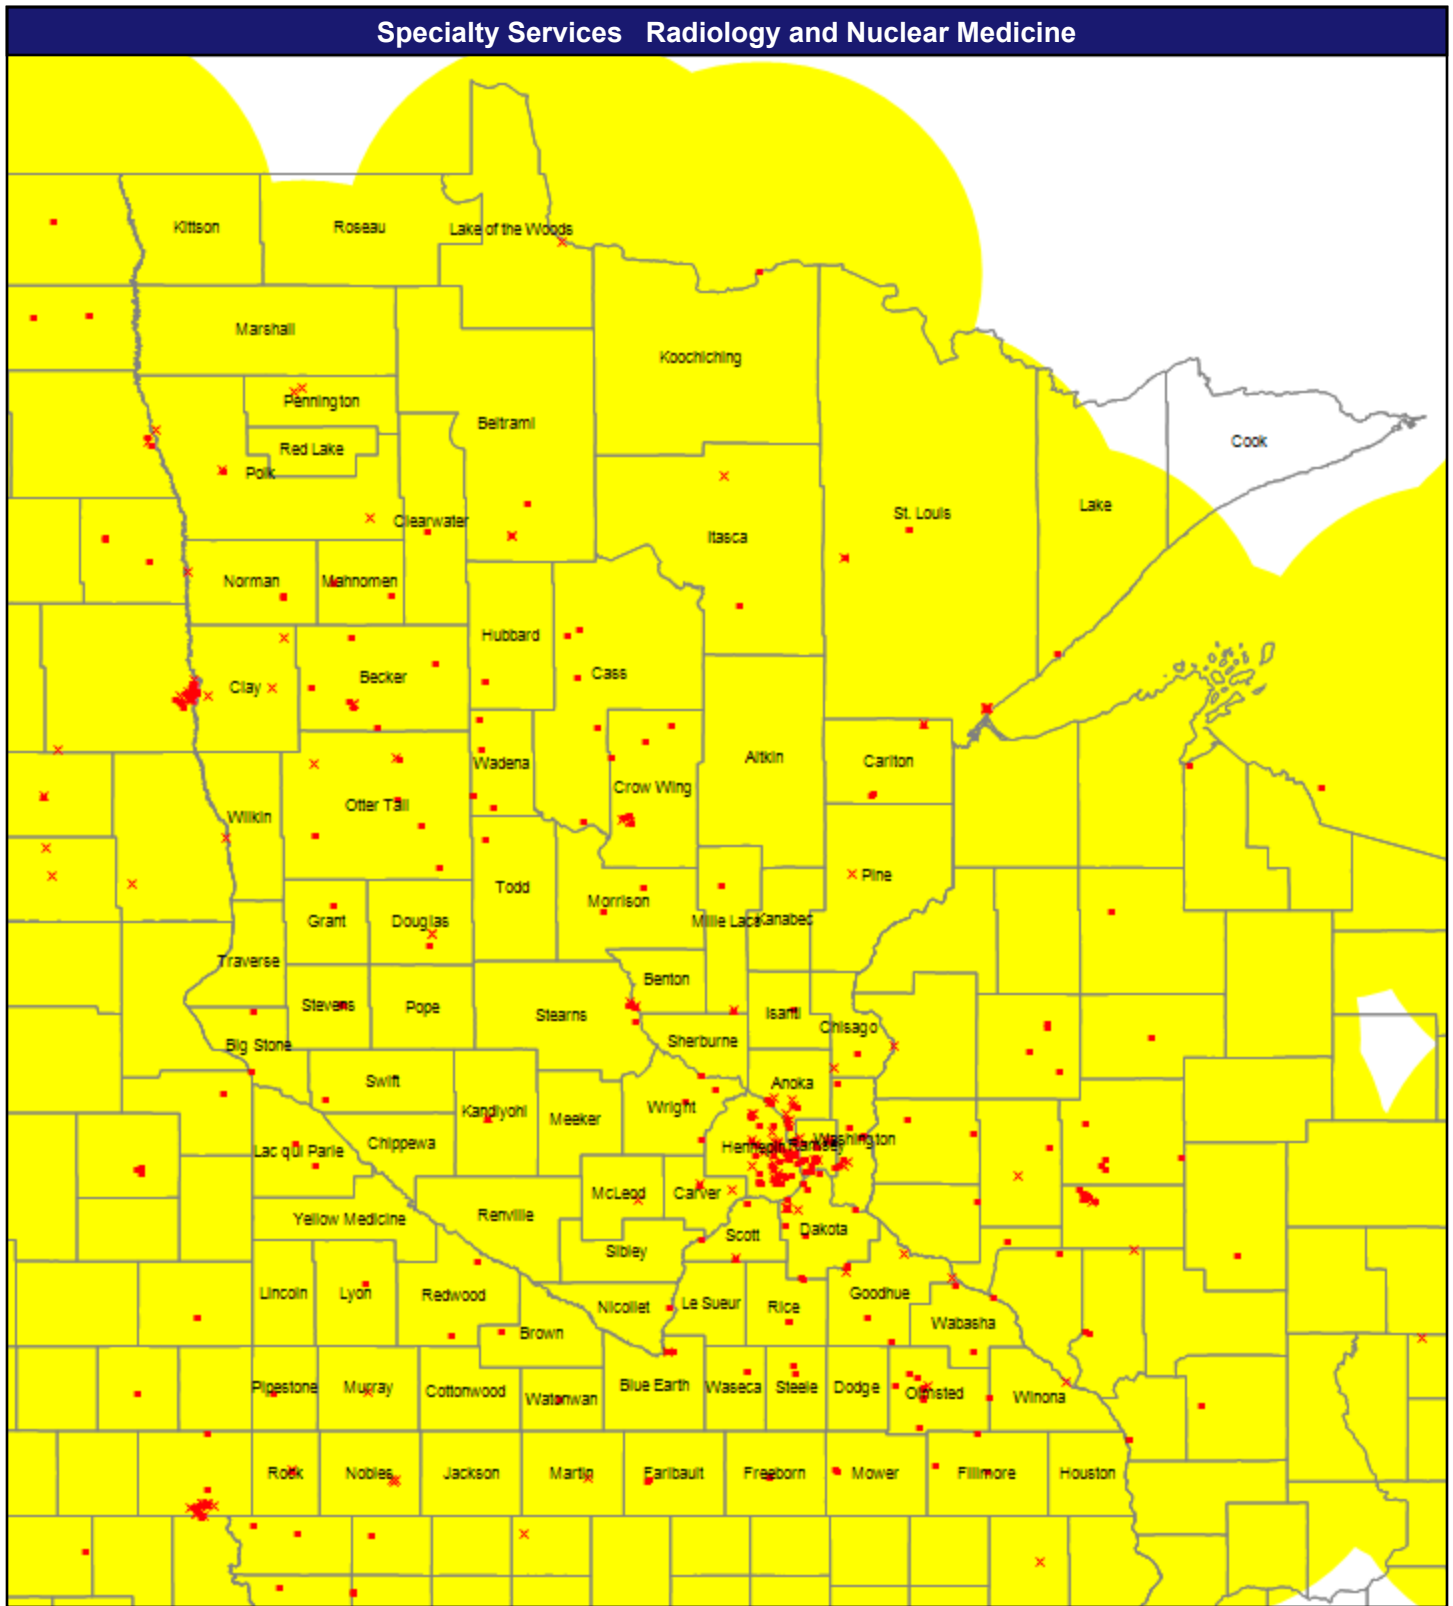 Specialty Services   Radiology and Nuclear Medicine
Kittson
Roseau
Lake of the Woods
Marshall
Koochiching
Pennington
Beltrami
Cook
Red Lake
Polk
Clearwater
St. Louis
Lake
Itasca
Norman
Mahnomen
Hubbard
Cass
Becker
Clay
Wadena
Aitkin
Carlton
Crow Wing
Otter Tail
Wilkin
Todd
Pine
Morrison
Grant
Douglas
Mille Lacs
Kanabec
Traverse
Benton
Stevens
Pope
Stearns
Isanti
Chisago
Sherburne
Big Stone
Swift
Anoka
Kandiyohi
Meeker
Wright
Chippewa
Washington
Hennepin
Ramsey
Lac qui Parle
McLeod
Carver
Yellow Medicine
Renville
Scott
Dakota
Sibley
Lincoln
Lyon
Redwood
Nicollet
Le Sueur
Rice
Goodhue
Brown
Wabasha
Pipestone
Murray
Cottonwood
Watonwan
Blue Earth
Waseca
Steele
Dodge
Olmsted
Winona
Rock
Nobles
Jackson
Martin
Faribault
Freeborn
Mower
Fillmore
Houston